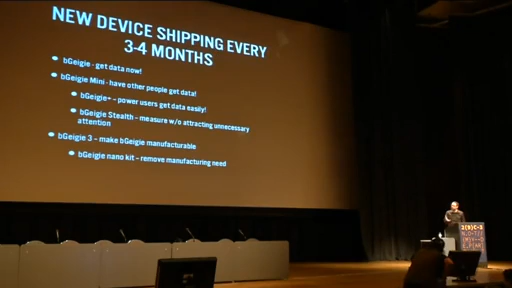 NEW DEVICE SHIPPING EVERY
3-4 MONTHS
bGeigie - get data now!
bGeigie Mini - have other people get data!
bGeigie+ – power users get data easily!
bGeigie Stealth – measure w/o attracting unnecessary
attention
bGeigie 3 – make bGeigie manufacturable
bGeigie nano kit – remove manufacturing need